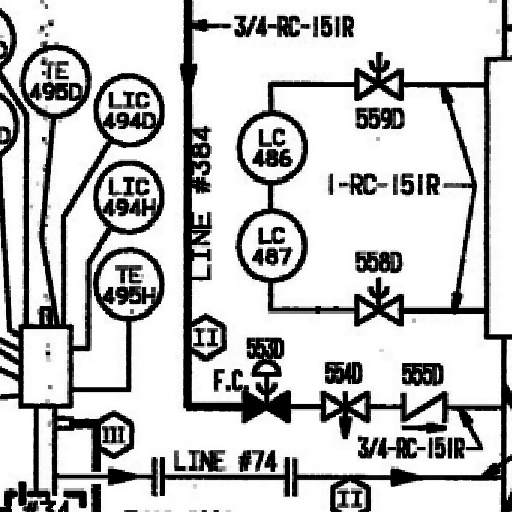 3/4-RC-151R
TE
495D
LIC
494D
559D
LC
486
LINE #384
LIC
494H
1-RC-151R
LC
487
TE
495H
558D
II
553D
F.C.
554D
555D
III
3/4-RC-151R
LINE #74
II